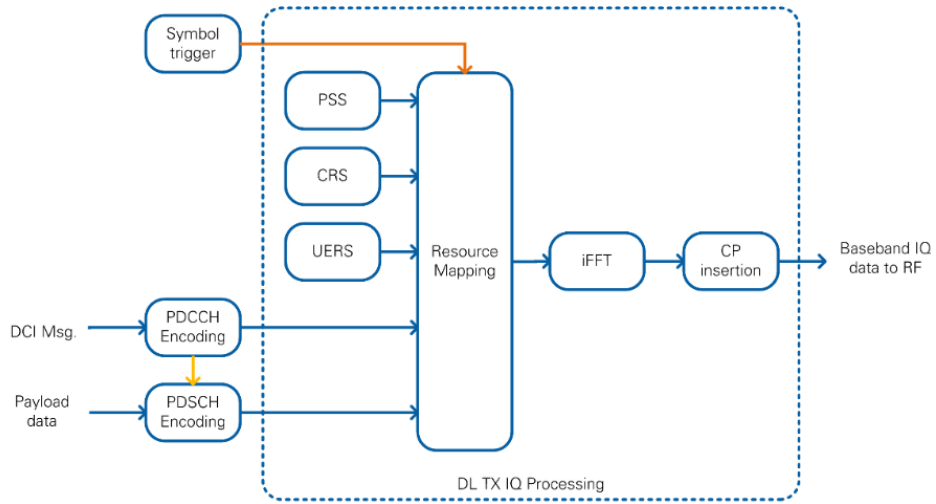 Symbol
trigger
PSS
CRS
UERS
Resource
Mapping
iFFT
CP
insertion
Baseband IQ
data to RF
DCI Msg.
PDCCH
Encoding
Payload
data
PDSCH
Encoding
DL TX IQ Processing